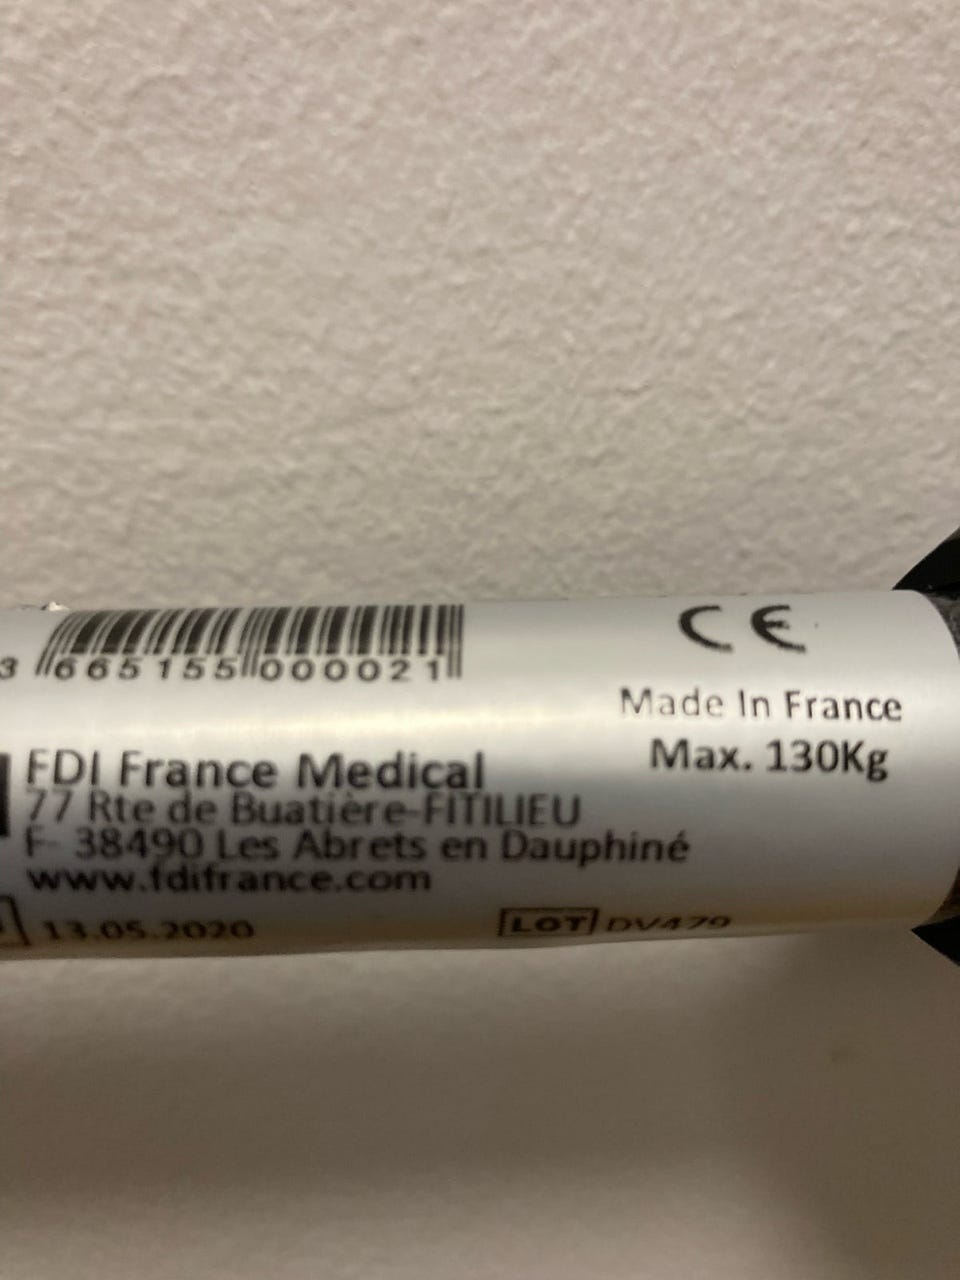 3 665155 000021
CE
Made In France
Max. 130Kg
FDI France Medical
77 Rte de Buatière-FITILIEU
F- 38490 Les Abrets en Dauphiné
www.fdifrance.com
13.05.2020
LOT DV479